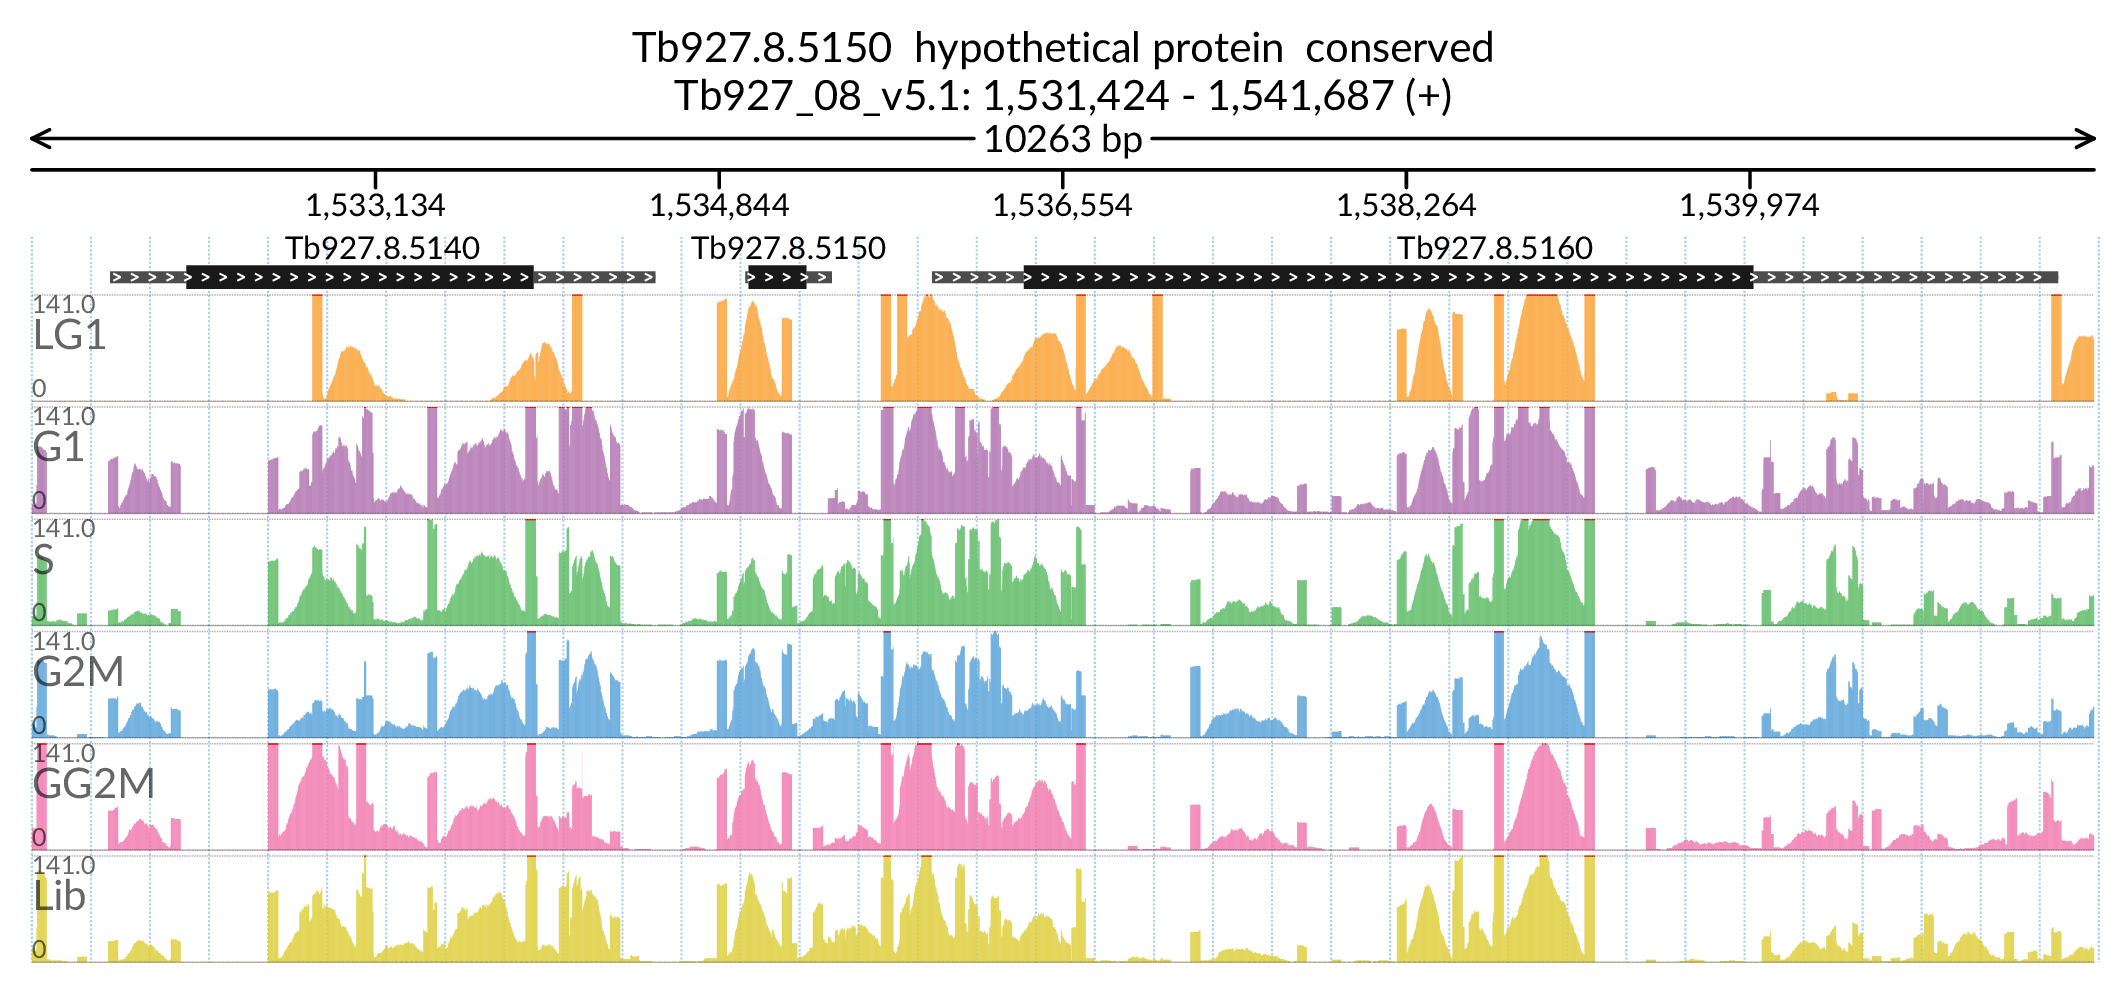 Tb927.8.5150 hypothetical protein conserved
Tb927_08_v5.1: 1,531,424 - 1,541,687 (+)
10263 bp
1,533,134 1,534,844 1,536,554 1,538,264 1,539,974
Tb927.8.5140 Tb927.8.5150 Tb927.8.5160
141.0
LG1
0
141.0
G1
0
141.0
S
0
141.0
G2M
0
141.0
GG2M
0
141.0
Lib
0